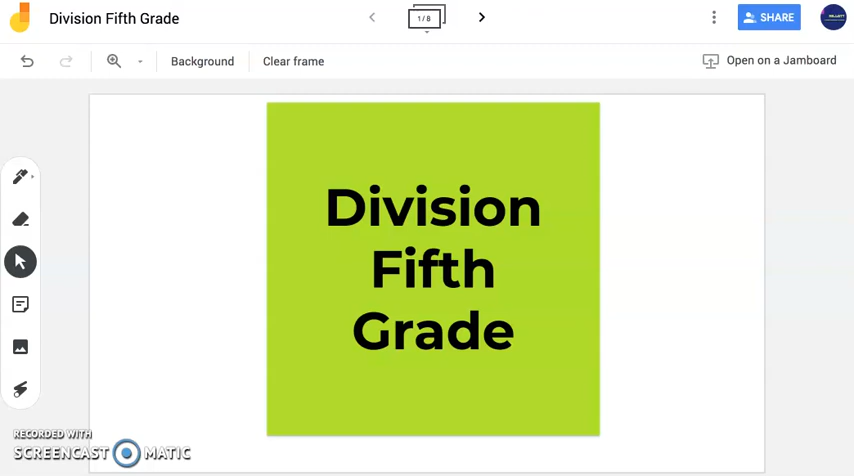 Division Fifth Grade
1 / 8
SHARE
Background
Clear frame
Open on a Jamboard
Division
Fifth
Grade
RECORDED WITH
SCREENCAST MATIC